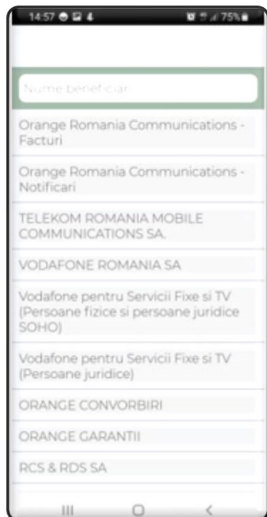 14:57 75%
Nume beneficiar
Orange Romania Communications -
Facturi
Orange Romania Communications -
Notificari
TELEKOM ROMANIA MOBILE
COMMUNICATIONS SA.
VODAFONE ROMANIA SA
Vodafone pentru Servicii Fixe si TV
(Persoane fizice si persoane juridice
SOHO)
Vodafone pentru Servicii Fixe si TV
(Persoane juridice)
ORANGE CONVORBIRI
ORANGE GARANTII
RCS & RDS SA